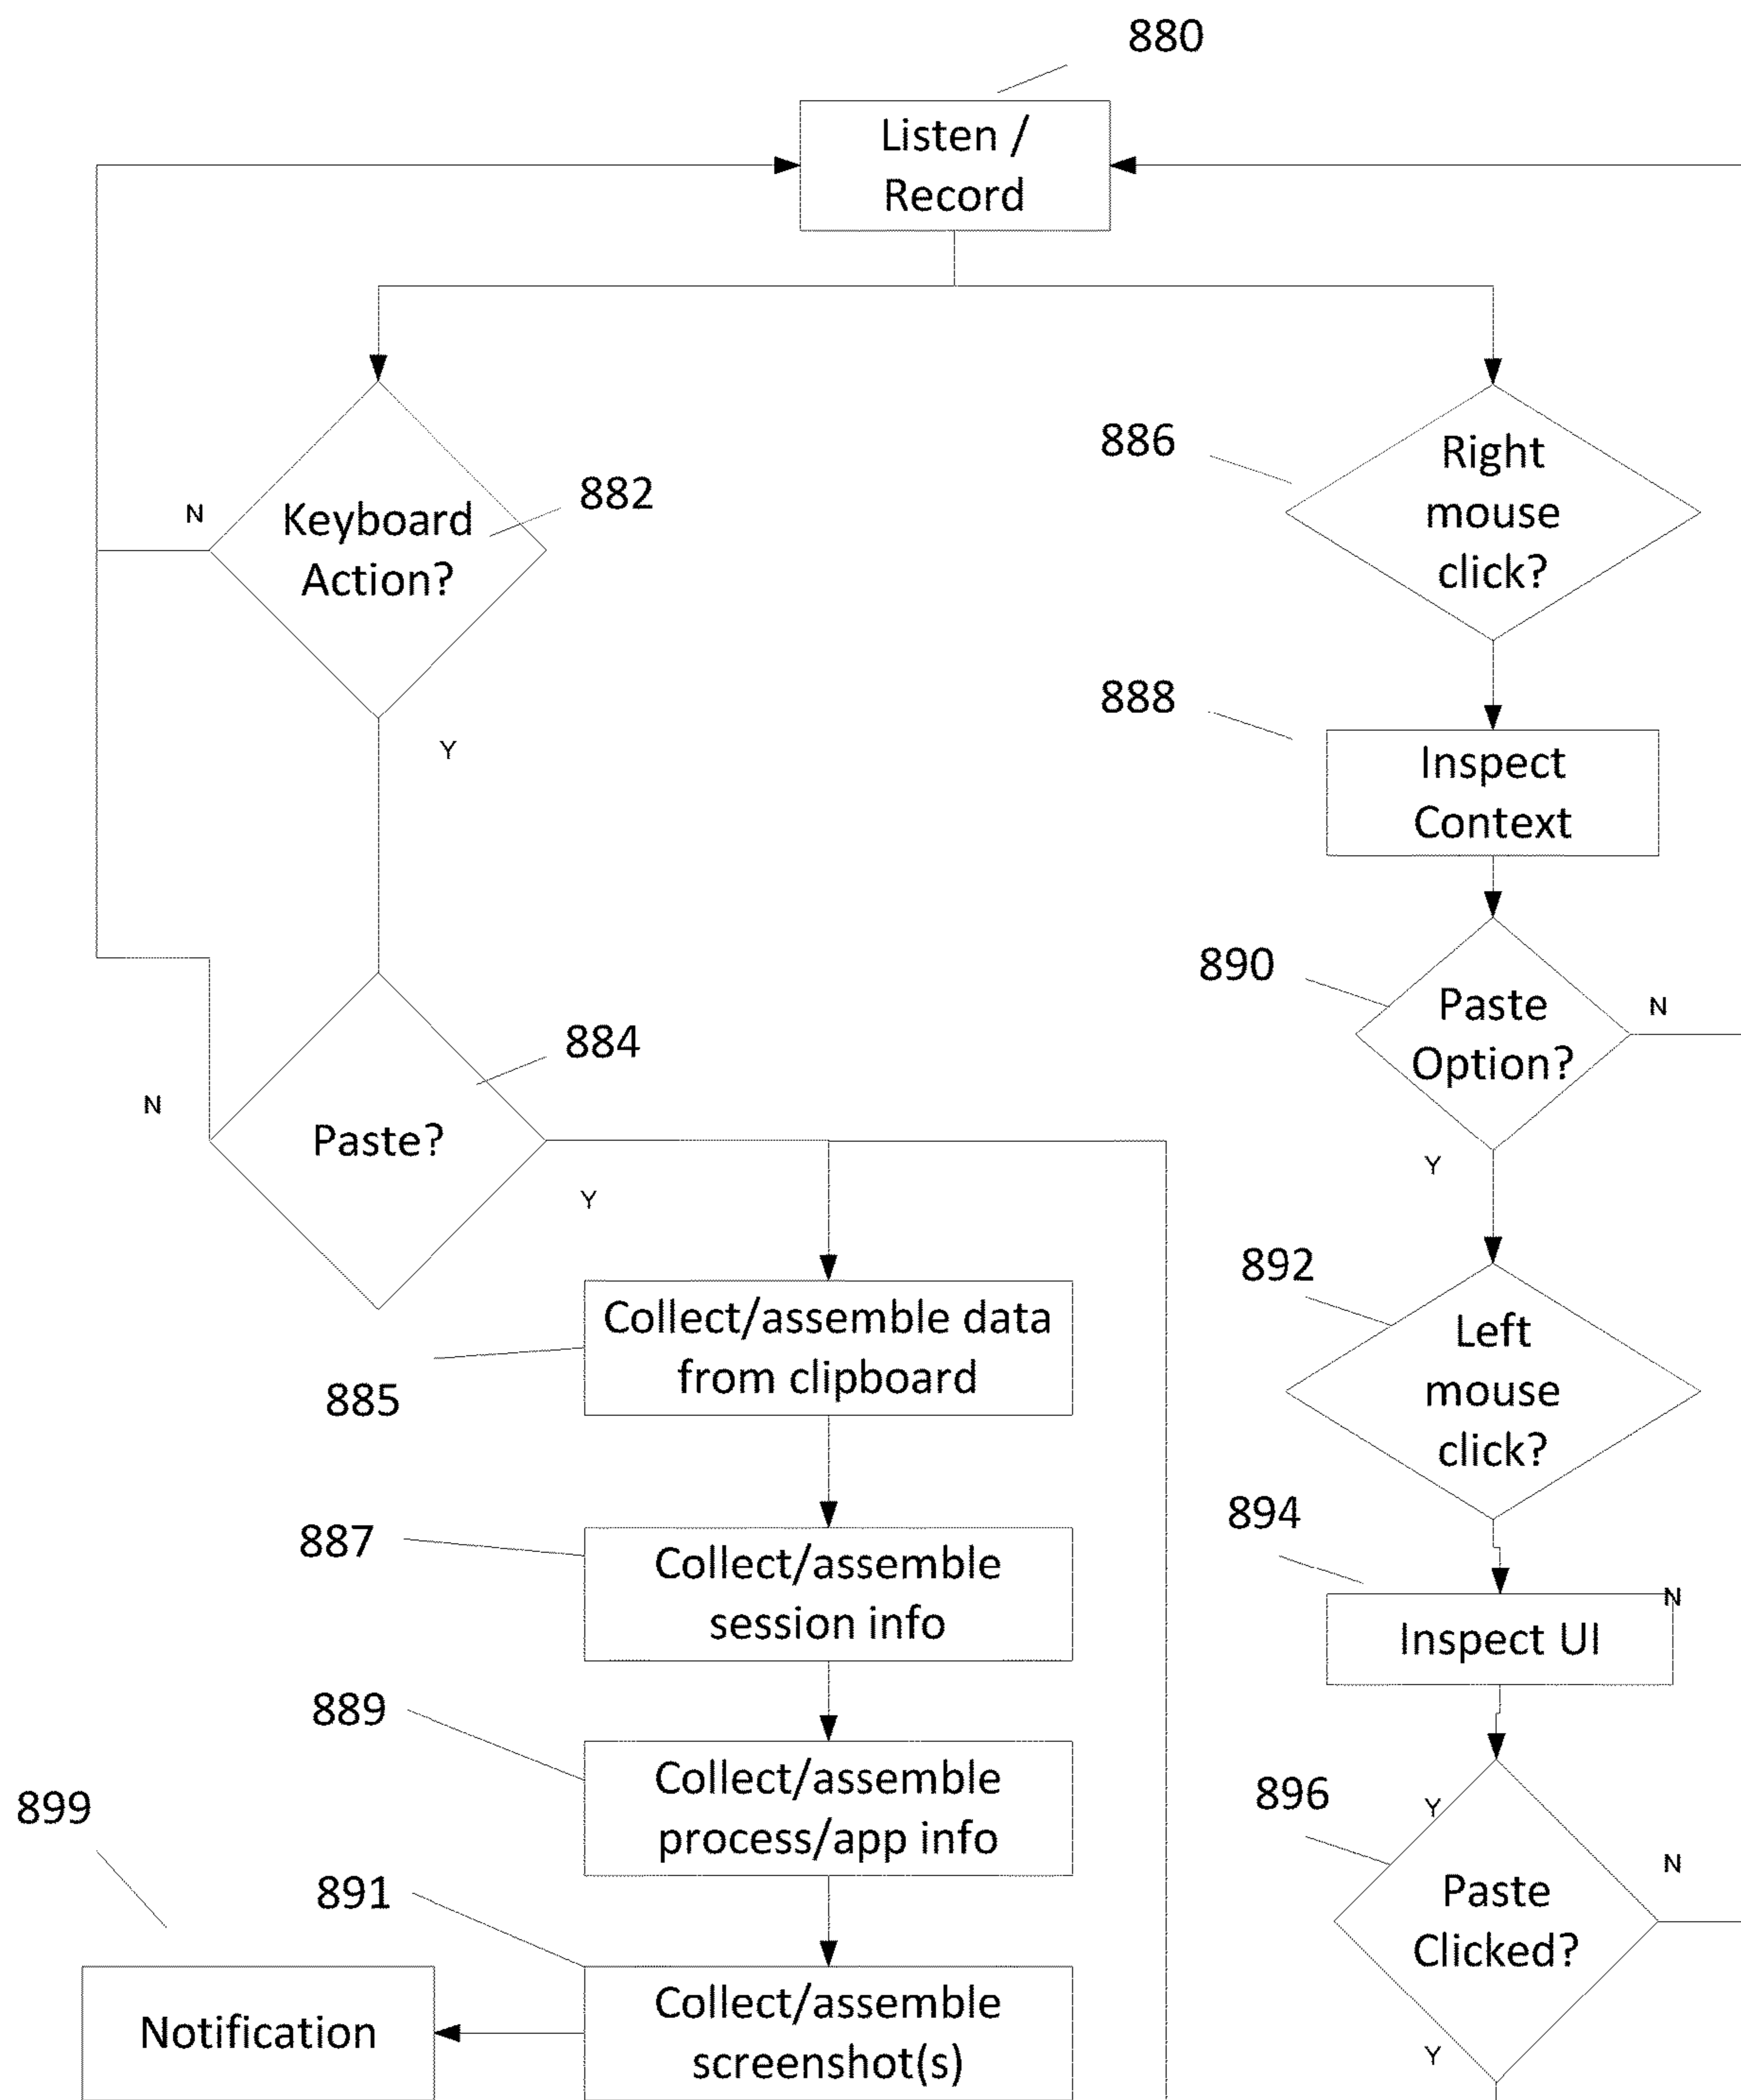 880
Listen /
Record
886
Right
mouse
click?
N
882
Keyboard
Action?
Y
888
Inspect
Context
890
Paste
Option?
N
Y
884
N
Paste?
Y
892
Left
mouse
click?
885
Collect/assemble data
from clipboard
894
N
Inspect UI
887
Collect/assemble
session info
889
Collect/assemble
process/app info
896
Y
N
Paste
Clicked?
Y
899
891
Notification
Collect/assemble
screenshot(s)